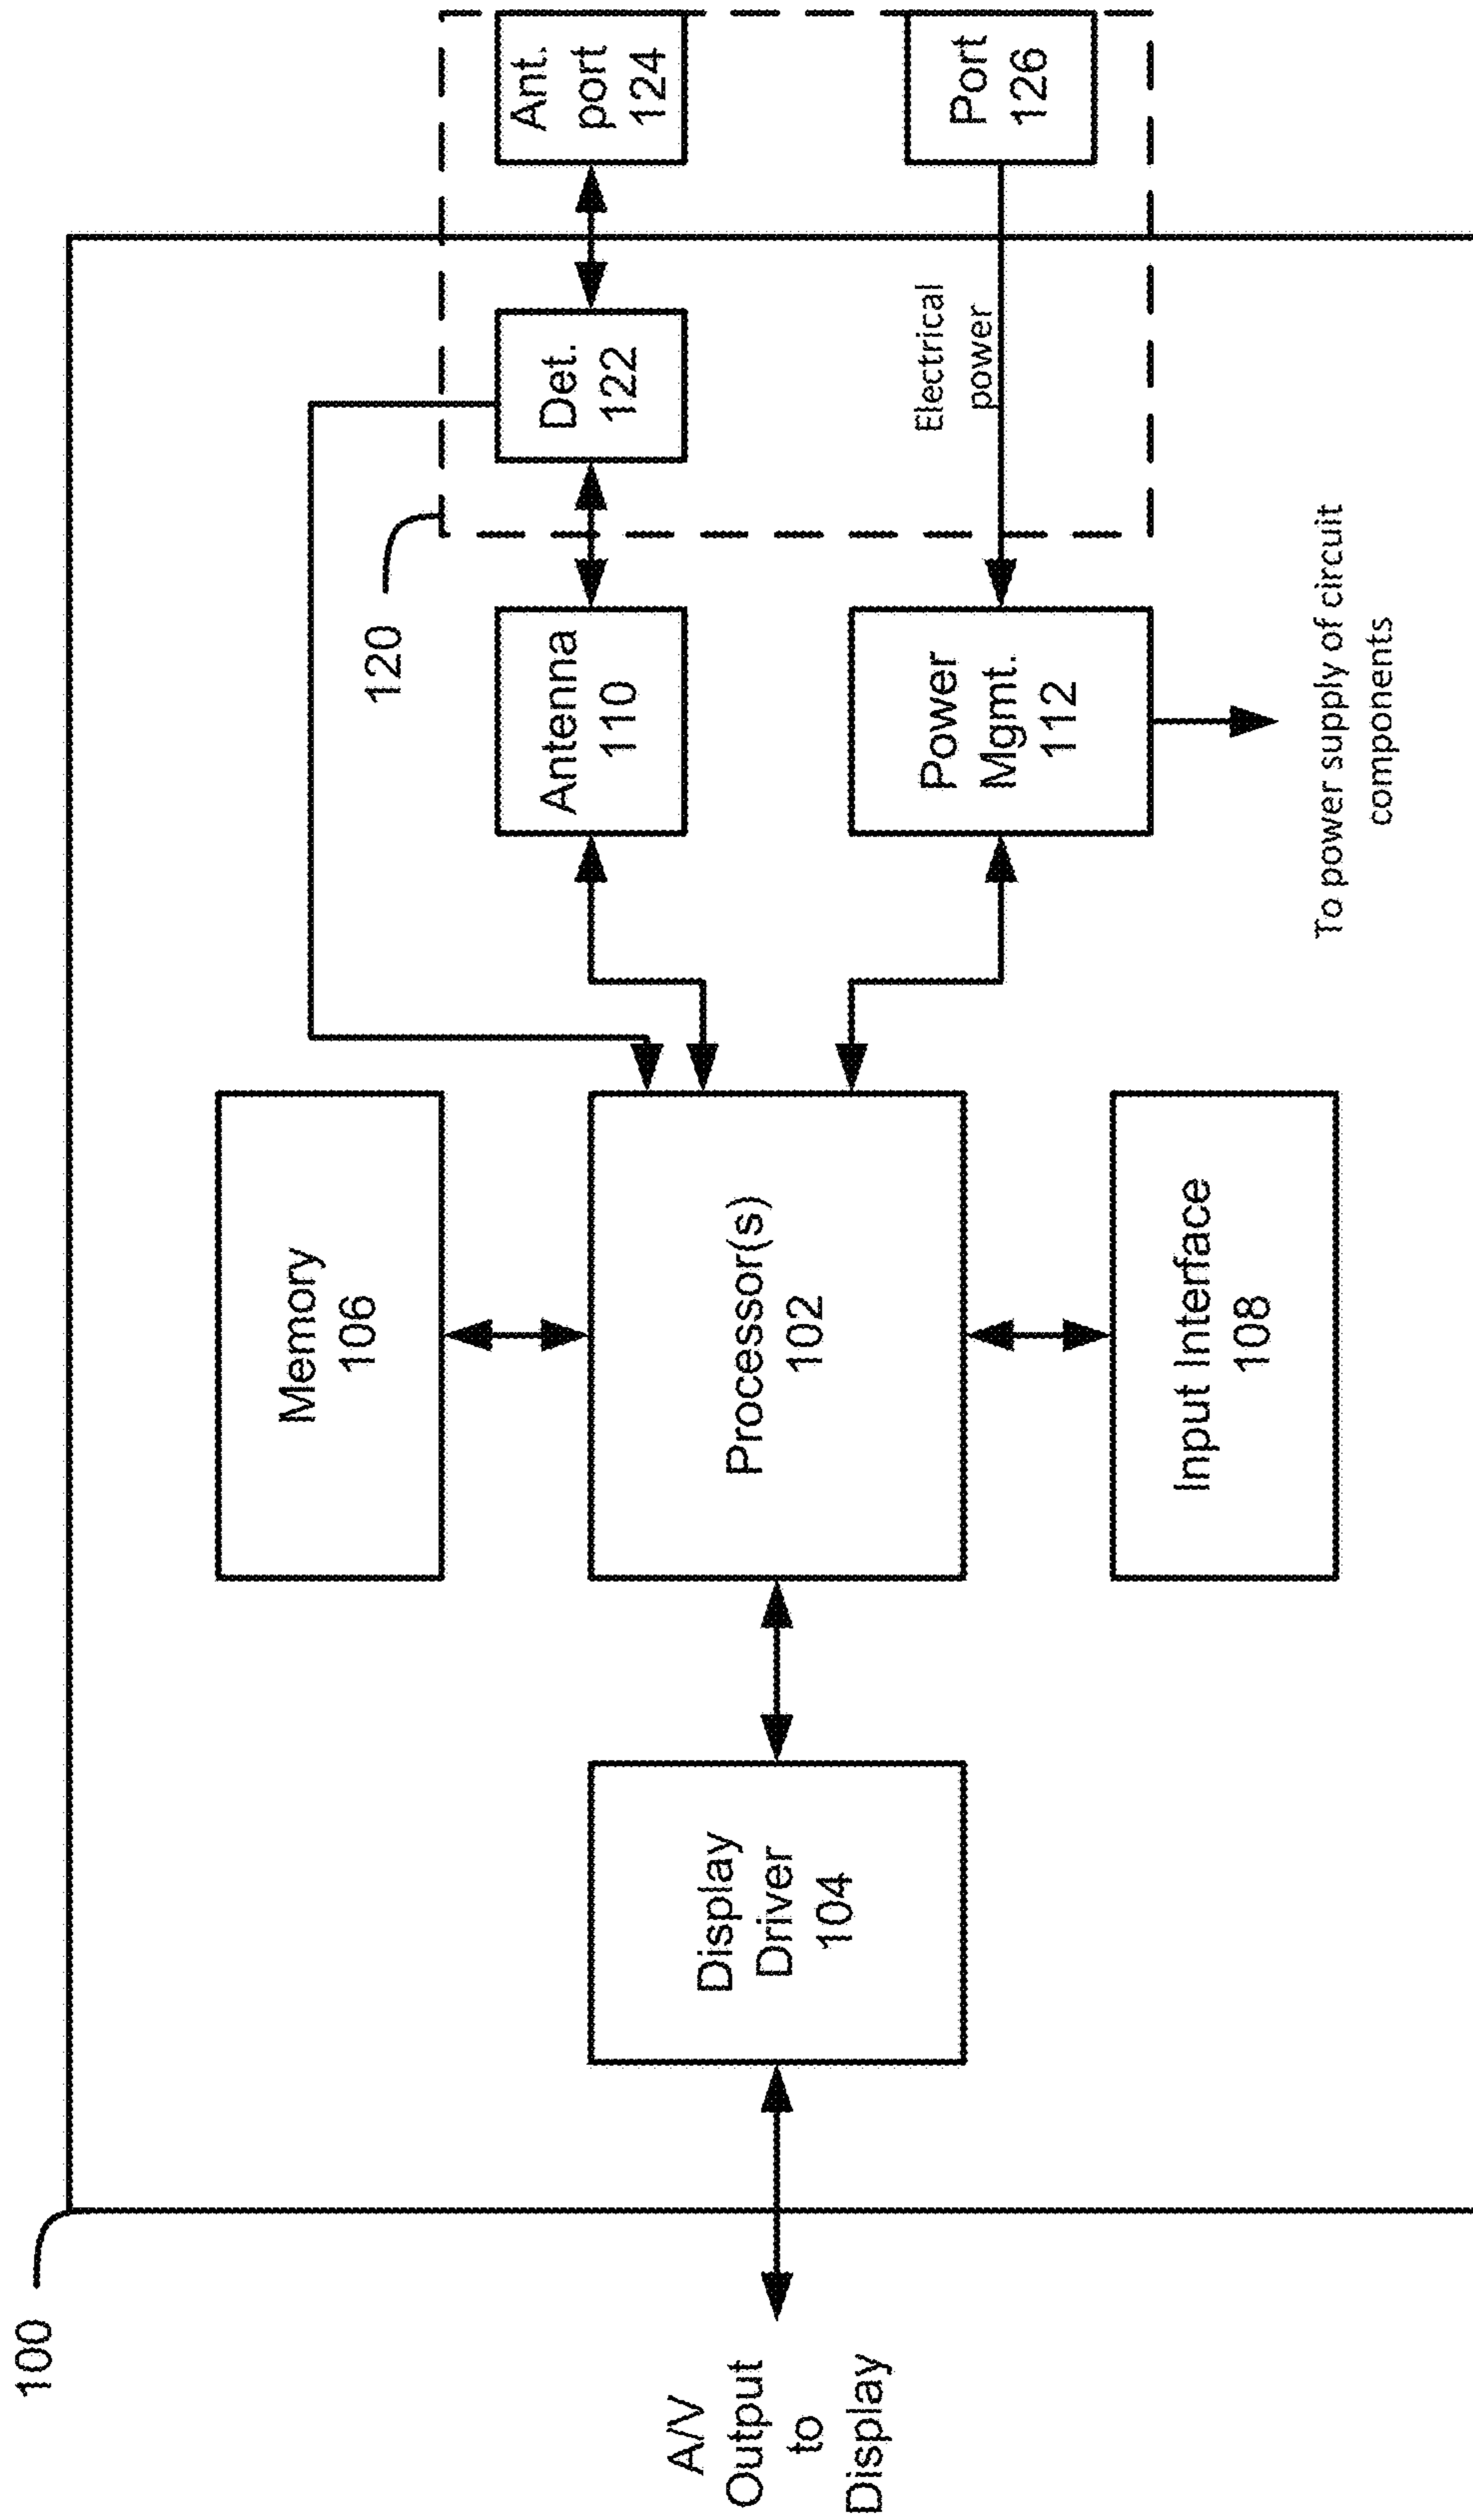 100
A/V
Output
to
Display
Display
Driver
104
Memory
106
Processor(s)
102
Input Interface
108
120
Antenna
110
Power
Mgmt.
112
To power supply of circuit
components
Det.
122
Electrical
power
Ant.
port
124
Port
126